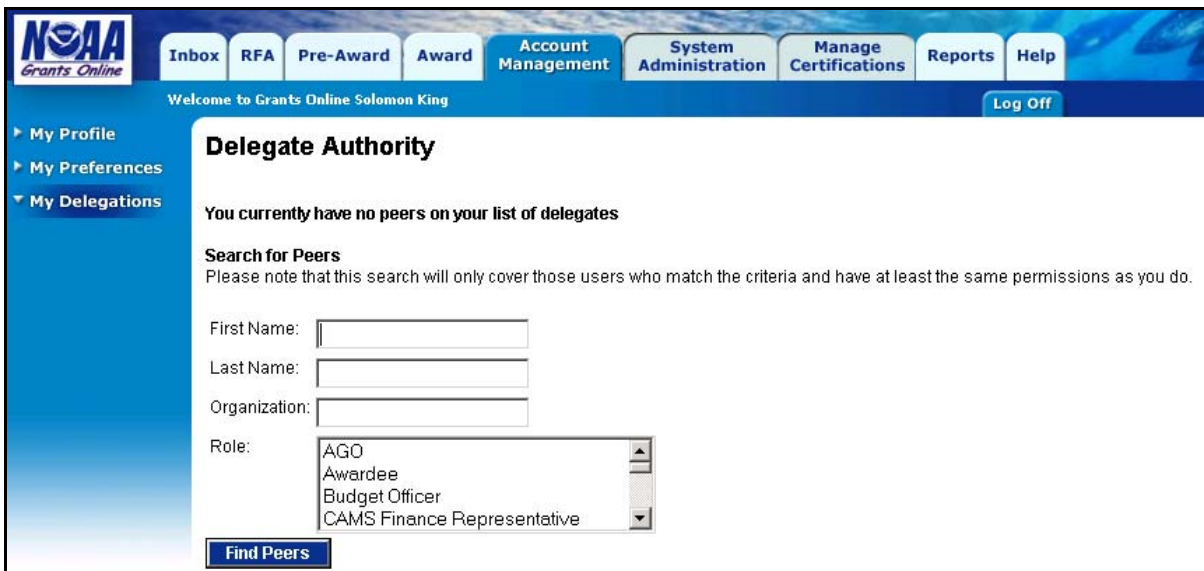 NOAA
Grants Online
Inbox
RFA
Pre-Award
Award
Account
Management
System
Administration
Manage
Certifications
Reports
Help
Welcome to Grants Online Solomon King
Log Off
My Profile
My Preferences
My Delegations
Delegate Authority
You currently have no peers on your list of delegates
Search for Peers
Please note that this search will only cover those users who match the criteria and have at least the same permissions as you do.
First Name:
Last Name:
Organization:
Role:
AGO
Awardee
Budget Officer
CAMS Finance Representative
Find Peers